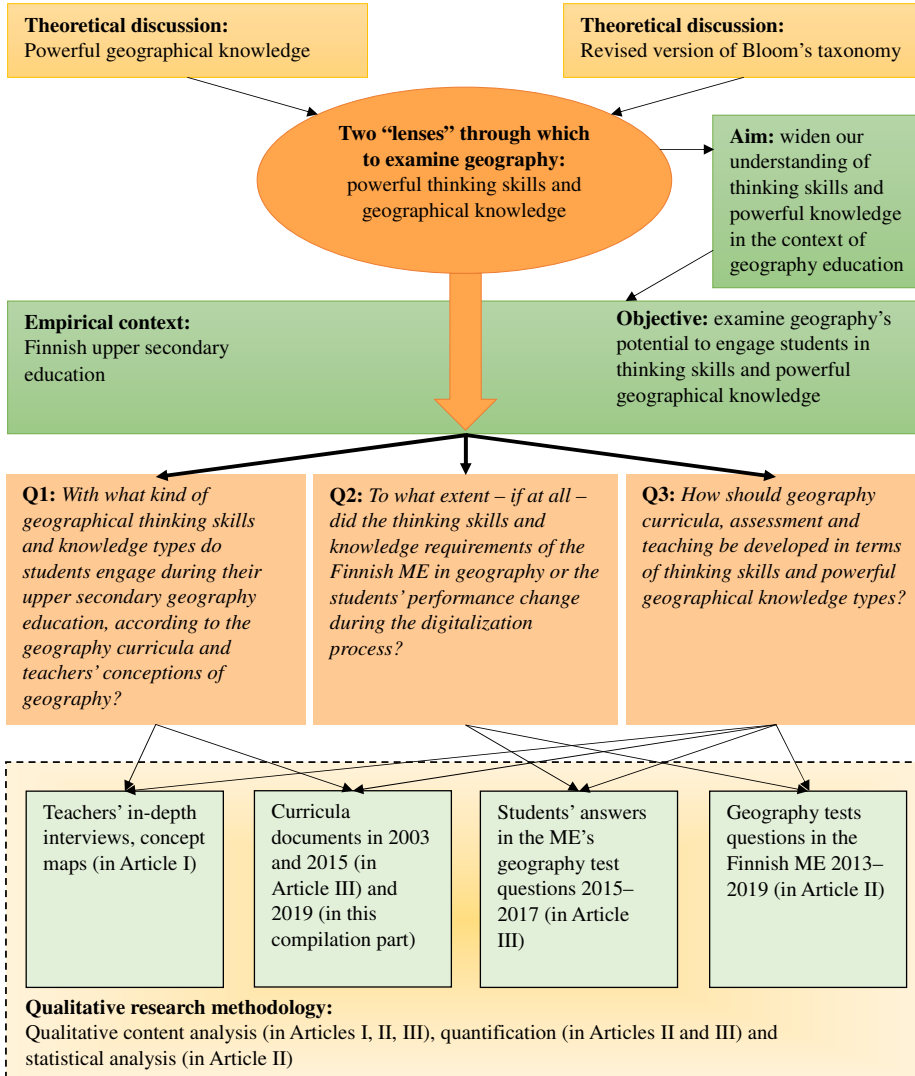 Theoretical discussion:
Powerful geographical knowledge
Theoretical discussion:
Revised version of Bloom’s taxonomy
Two “lenses” through which
to examine geography:
powerful thinking skills and
geographical knowledge
Aim: widen our
understanding of
thinking skills and
powerful knowledge
in the context of
geography education
Empirical context:
Finnish upper secondary
education
Objective: examine geography’s
potential to engage students in
thinking skills and powerful
geographical knowledge
Q1: With what kind of
geographical thinking skills
and knowledge types do
students engage during their
upper secondary geography
education, according to the
geography curricula and
teachers’ conceptions of
geography?
Q2: To what extent – if at all –
did the thinking skills and
knowledge requirements of the
Finnish ME in geography or the
students’ performance change
during the digitalization
process?
Q3: How should geography
curricula, assessment and
teaching be developed in terms
of thinking skills and powerful
geographical knowledge types?
Teachers’ in-depth
interviews, concept
maps (in Article I)
Curricula
documents in 2003
and 2015 (in
Article III) and
2019 (in this
compilation part)
Students’ answers
in the ME’s
geography test
questions 2015–
2017 (in Article
III)
Geography tests
questions in the
Finnish ME 2013–
2019 (in Article II)
Qualitative research methodology:
Qualitative content analysis (in Articles I, II, III), quantification (in Articles II and III) and
statistical analysis (in Article II)